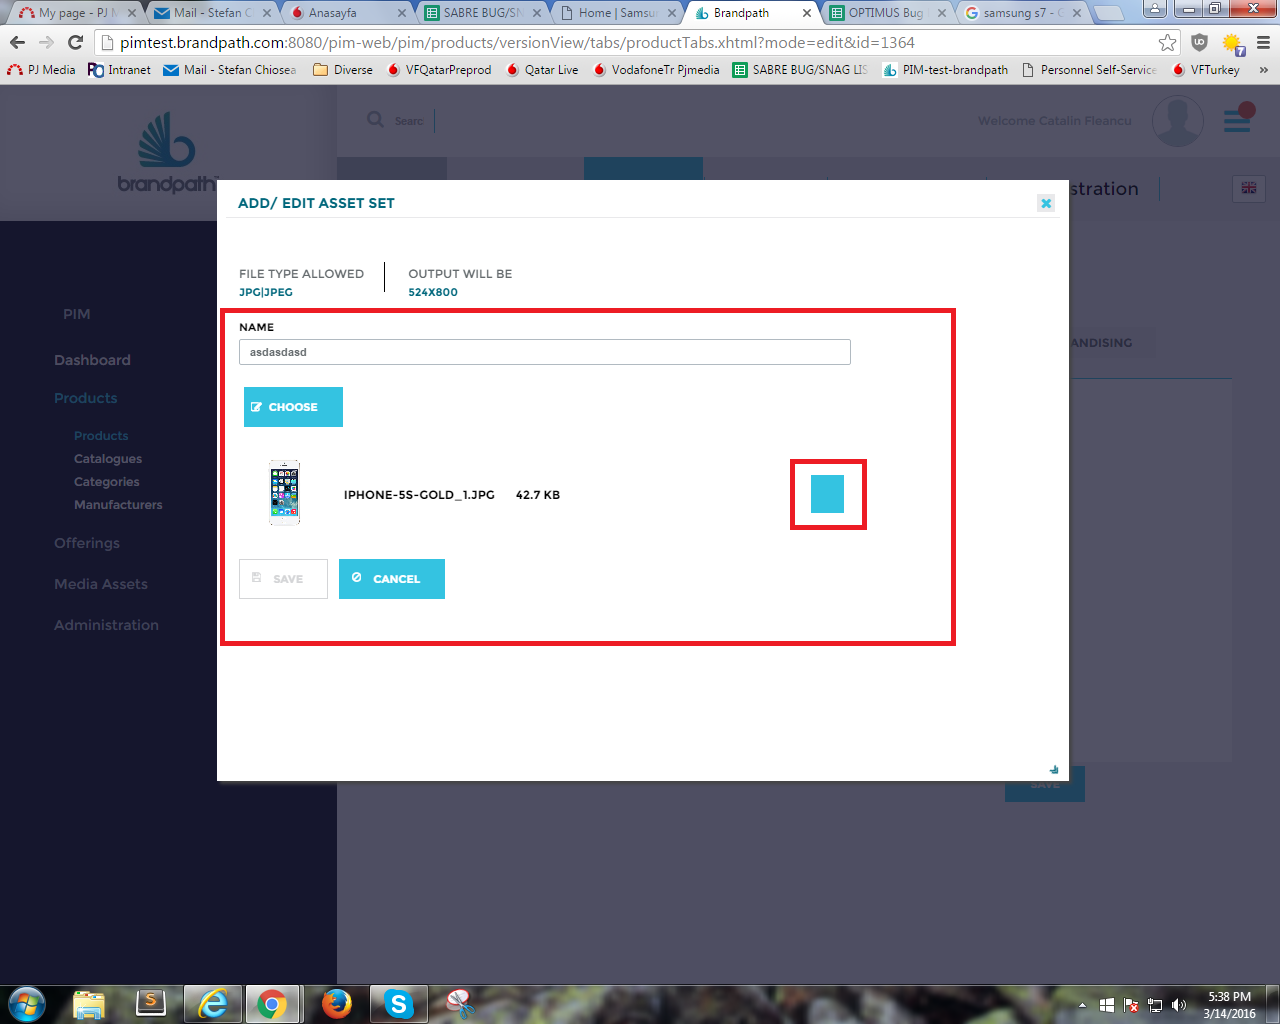 My page - PJ M
Mail - Stefan Ch
Anasayfa
SABRE BUG/SN
Home | Samsu
Brandpath
OPTIMUS Bug
samsung s7 - G
pimtest.brandpath.com:8080/pim-web/pim/products/versionView/tabs/productTabs.xhtml?mode=edit&id=1364
PJ Media
Intranet
Mail - Stefan Chiosea
Diverse
VFQatarPreprod
Qatar Live
VodafoneTr Pjmedia
SABRE BUG/SNAG LIS
PIM-test-brandpath
Personnel Self-Service
VFTurkey
»
Searc
Welcome Catalin Fleancu
brandpath
stration
ADD/ EDIT ASSET SET
FILE TYPE ALLOWED
JPG|JPEG
OUTPUT WILL BE
524X800
NAME
asdasdasd
CHOOSE
IPHONE-5S-GOLD_1.JPG 42.7 KB
SAVE
CANCEL
PIM
Dashboard
Products
Products
Catalogues
Categories
Manufacturers
Offerings
Media Assets
Administration
ANDISING
SAVE
5:38 PM
3/14/2016